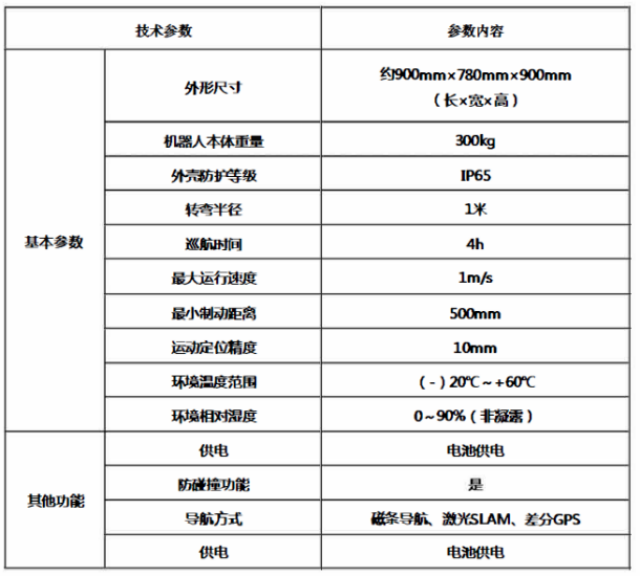 技术参数 参数内容
外形尺寸 约900mm×780mm×900mm
（长×宽×高）
机器人本体重量 300kg
外壳防护等级 IP65
转弯半径 1米
基本参数 巡航时间 4h
最大运行速度 1m/s
最小制动距离 500mm
运动定位精度 10mm
环境温度范围 （-）20℃～+60℃
环境相对湿度 0～90%（非凝露）
供电 电池供电
防碰撞功能 是
其他功能
导航方式 磁条导航、激光SLAM、差分GPS
供电 电池供电